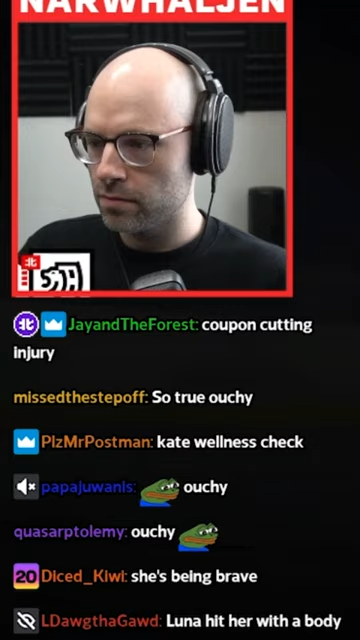 NARWHALJEN
JayandTheForest: coupon cutting
injury
missedthestepoff: So true ouchy
PlzMrPostman: kate wellness check
papajuwanis: ouchy
quasarptolemy: ouchy
20 Diced_Kiwi: she's being brave
LDawgthaGawd: Luna hit her with a body